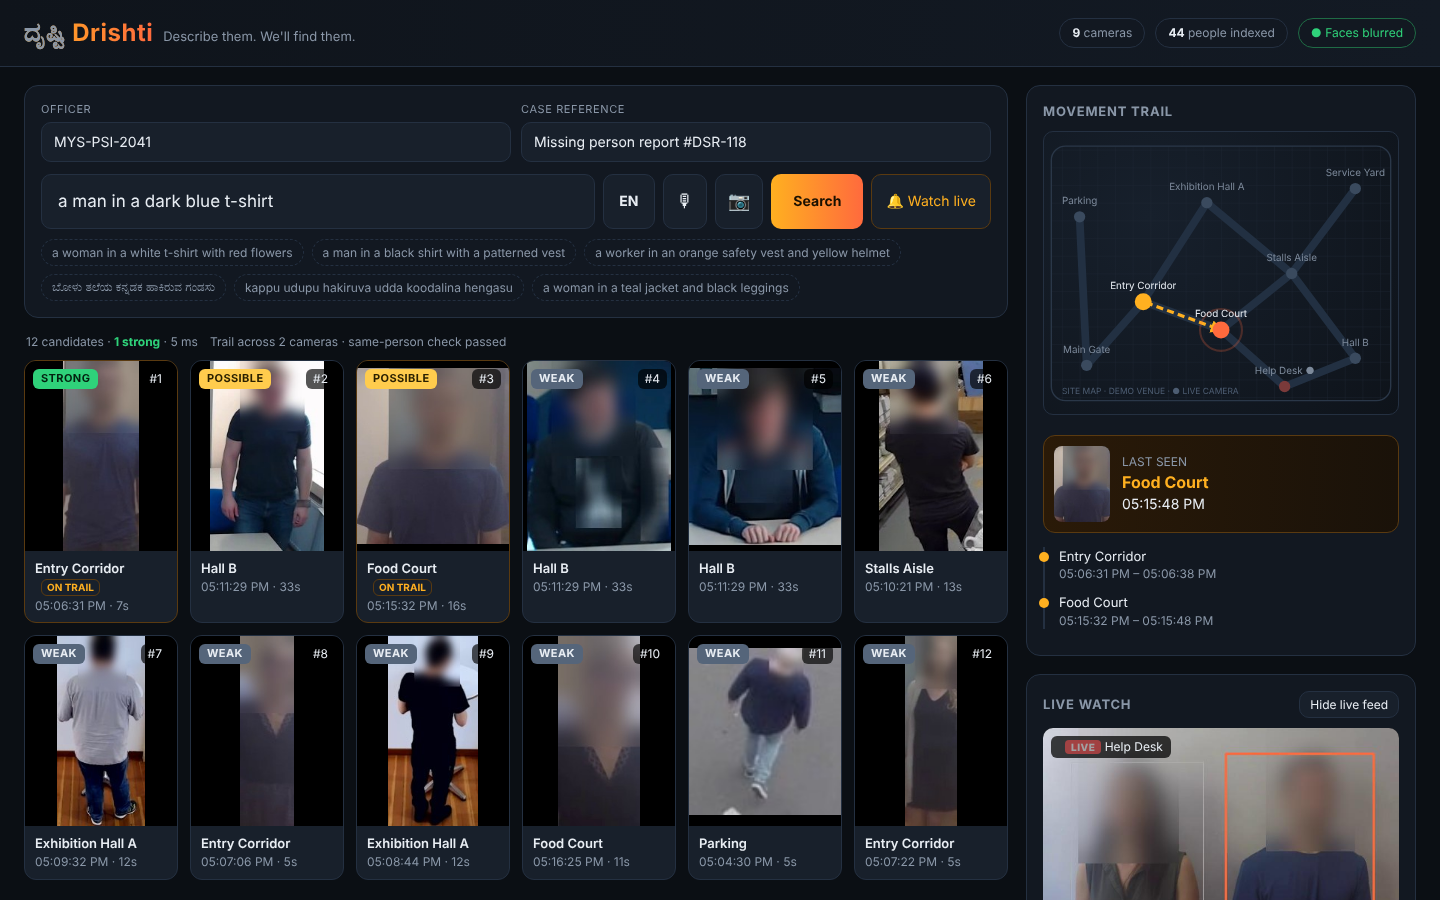 ದೃಷ್ಟಿ Drishti Describe them. We'll find them.
9 cameras
44 people indexed
● Faces blurred
OFFICER
MYS-PSI-2041
CASE REFERENCE
Missing person report #DSR-118
a man in a dark blue t-shirt
EN
Search
Watch live
a woman in a white t-shirt with red flowers
a man in a black shirt with a patterned vest
a worker in an orange safety vest and yellow helmet
ಬೋಳು ತಲೆಯ ಕನ್ನಡಕ ಹಾಕಿರುವ ಗಂಡಸು
kappu udupu hakiruva udda koodalina hengasu
a woman in a teal jacket and black leggings
12 candidates · 1 strong · 5 ms Trail across 2 cameras · same-person check passed
STRONG #1
Entry Corridor
ON TRAIL
05:06:31 PM · 7s
POSSIBLE #2
Hall B
05:11:29 PM · 33s
POSSIBLE #3
Food Court
ON TRAIL
05:15:32 PM · 16s
WEAK #4
Hall B
05:11:29 PM · 33s
WEAK #5
Hall B
05:11:29 PM · 33s
WEAK #6
Stalls Aisle
05:10:21 PM · 13s
WEAK #7
Exhibition Hall A
05:09:32 PM · 12s
WEAK #8
Entry Corridor
05:07:06 PM · 5s
WEAK #9
Exhibition Hall A
05:08:44 PM · 12s
WEAK #10
Food Court
05:16:25 PM · 11s
WEAK #11
Parking
05:04:30 PM · 5s
WEAK #12
Entry Corridor
05:07:22 PM · 5s
MOVEMENT TRAIL
Service Yard
Exhibition Hall A
Parking
Stalls Aisle
Entry Corridor
Food Court
Hall B
Main Gate
Help Desk ●
SITE MAP · DEMO VENUE · ● LIVE CAMERA
LAST SEEN
Food Court
05:15:48 PM
Entry Corridor
05:06:31 PM – 05:06:38 PM
Food Court
05:15:32 PM – 05:15:48 PM
LIVE WATCH
Hide live feed
LIVE Help Desk